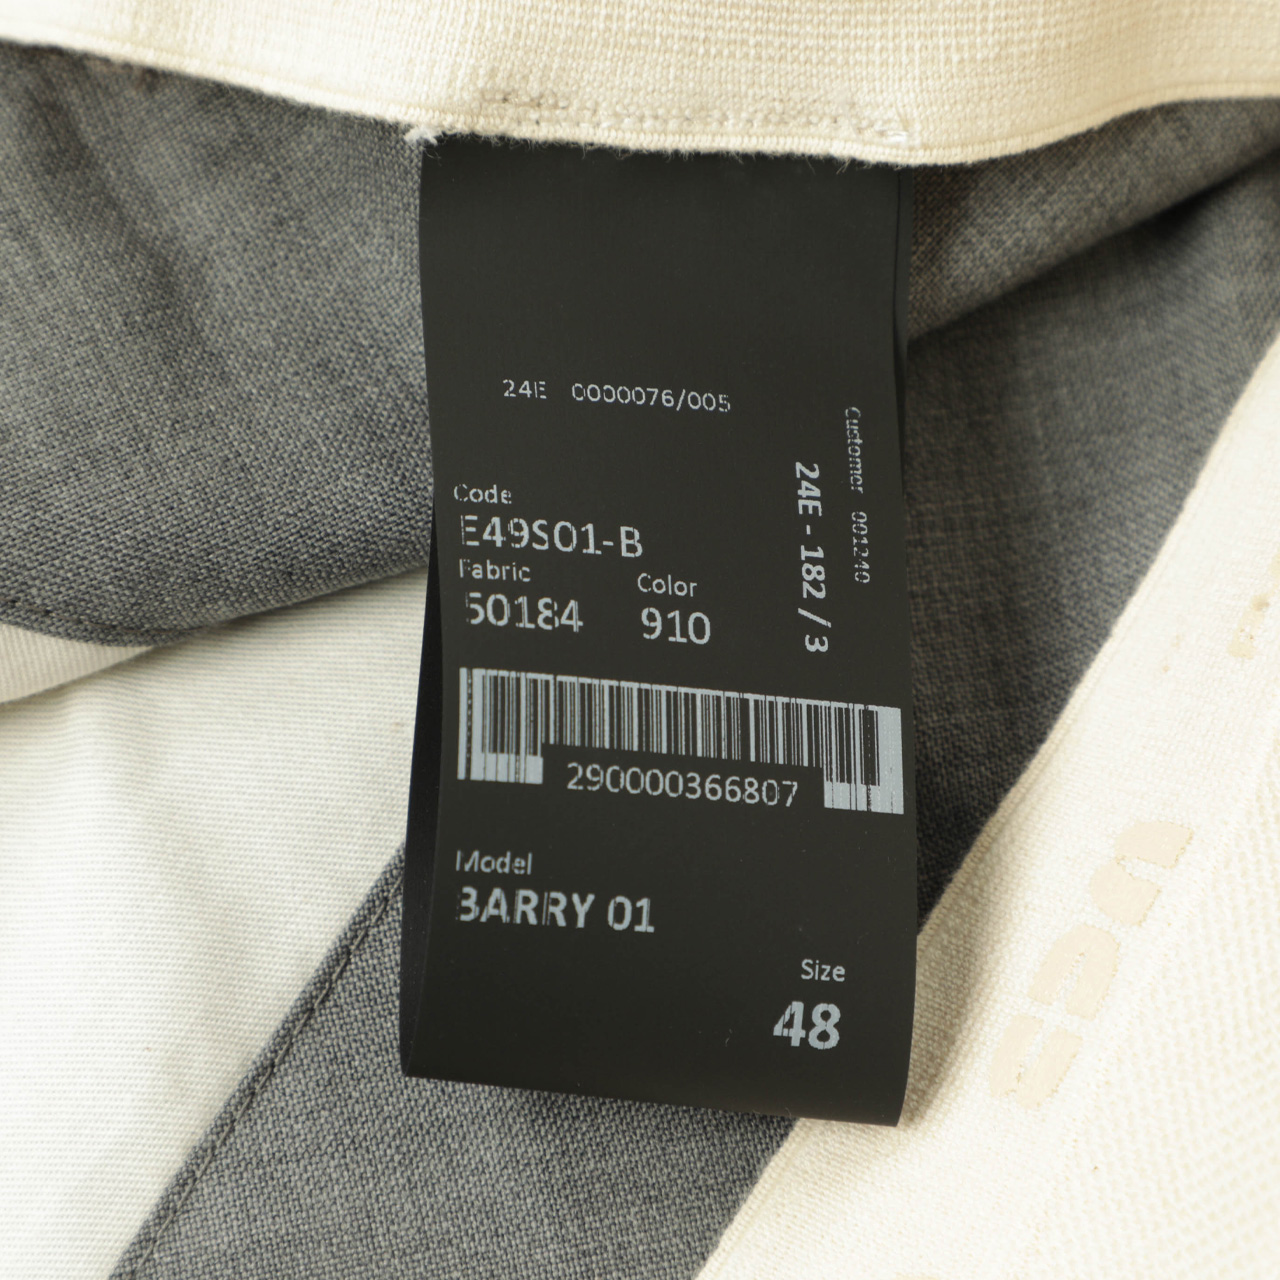 24E 0000076/005
Customer 001240
24E - 182 / 3
Code
E49S01-B
Fabric Color
50184 910
290000366807
Model
BARRY 01
Size
48